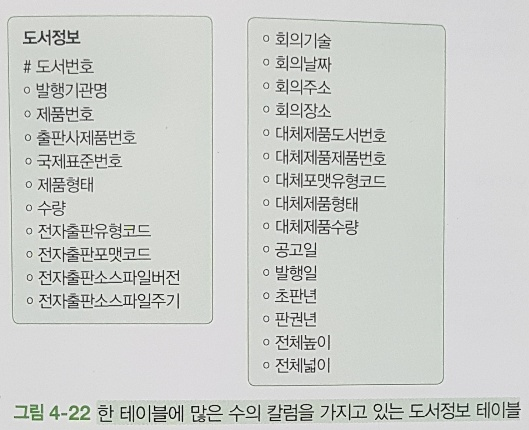 도서정보
# 도서번호
○ 발행기관명
○ 제품번호
○ 출판사제품번호
○ 국제표준번호
○ 제품형태
○ 수량
○ 전자출판유형코드
○ 전자출판포맷코드
○ 전자출판소스파일버전
○ 전자출판소스파일주기
○ 회의기술
○ 회의날짜
○ 회의주소
○ 회의장소
○ 대체제품도서번호
○ 대체제품제품번호
○ 대체포맷유형코드
○ 대체제품형태
○ 대체제품수량
○ 공고일
○ 발행일
○ 초판년
○ 판권년
○ 전체높이
○ 전체넓이
그림 4-22 한 테이블에 많은 수의 칼럼을 가지고 있는 도서정보 테이블